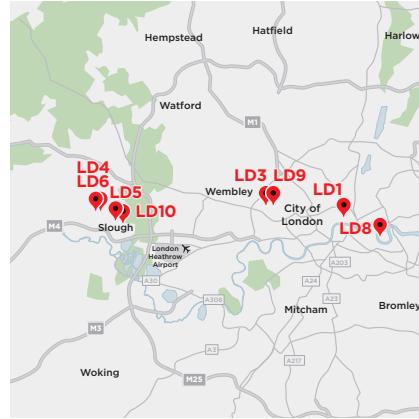 Hempstead
Hatfield
Harlow
Watford
M1
LD4
LD6
LD5
LD10
LD3
LD9
Wembley
LD1
City of
London
LD8
M4
Slough
London
Heathrow
Airport
A30
A308
A203
A24
A23
Mitcham
Bromley
M3
A3
A217
Woking
M25